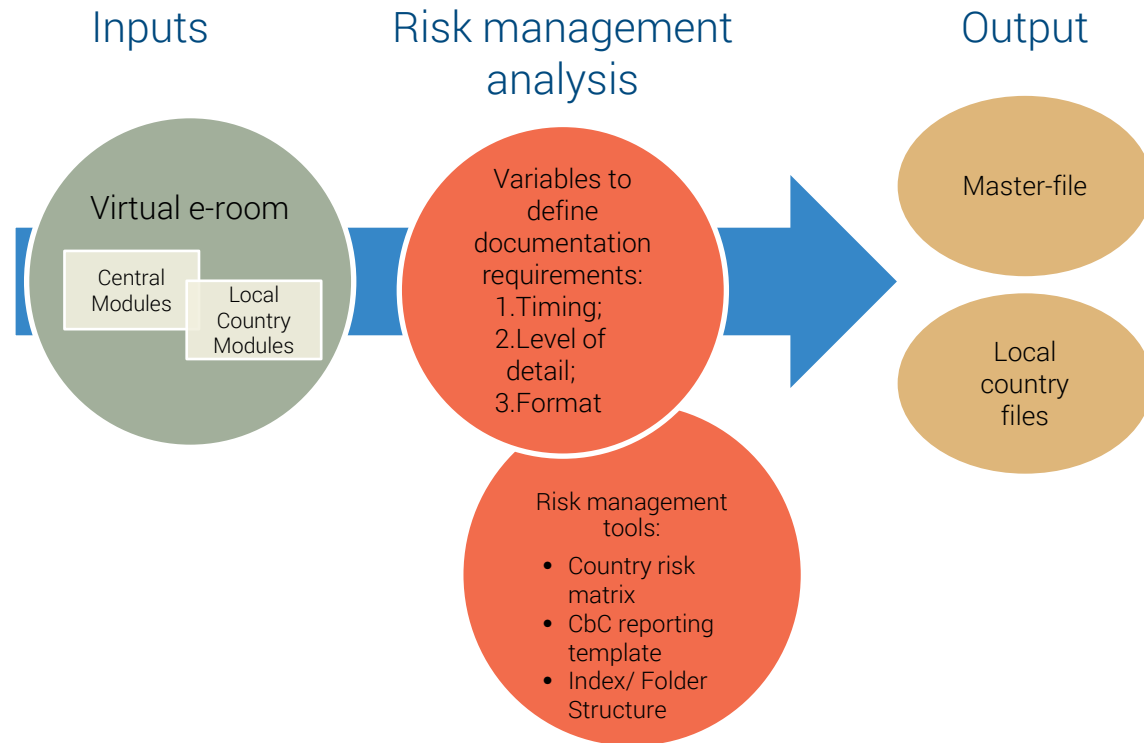 Inputs
Risk management
analysis
Output
Virtual e-room
Central
Modules
Local
Country
Modules
Variables to
define
documentation
requirements:
1.Timing;
2.Level of
detail;
3.Format
Risk management
tools:
• Country risk
matrix
• CbC reporting
template
• Index/ Folder
Structure
Master-file
Local
country
files